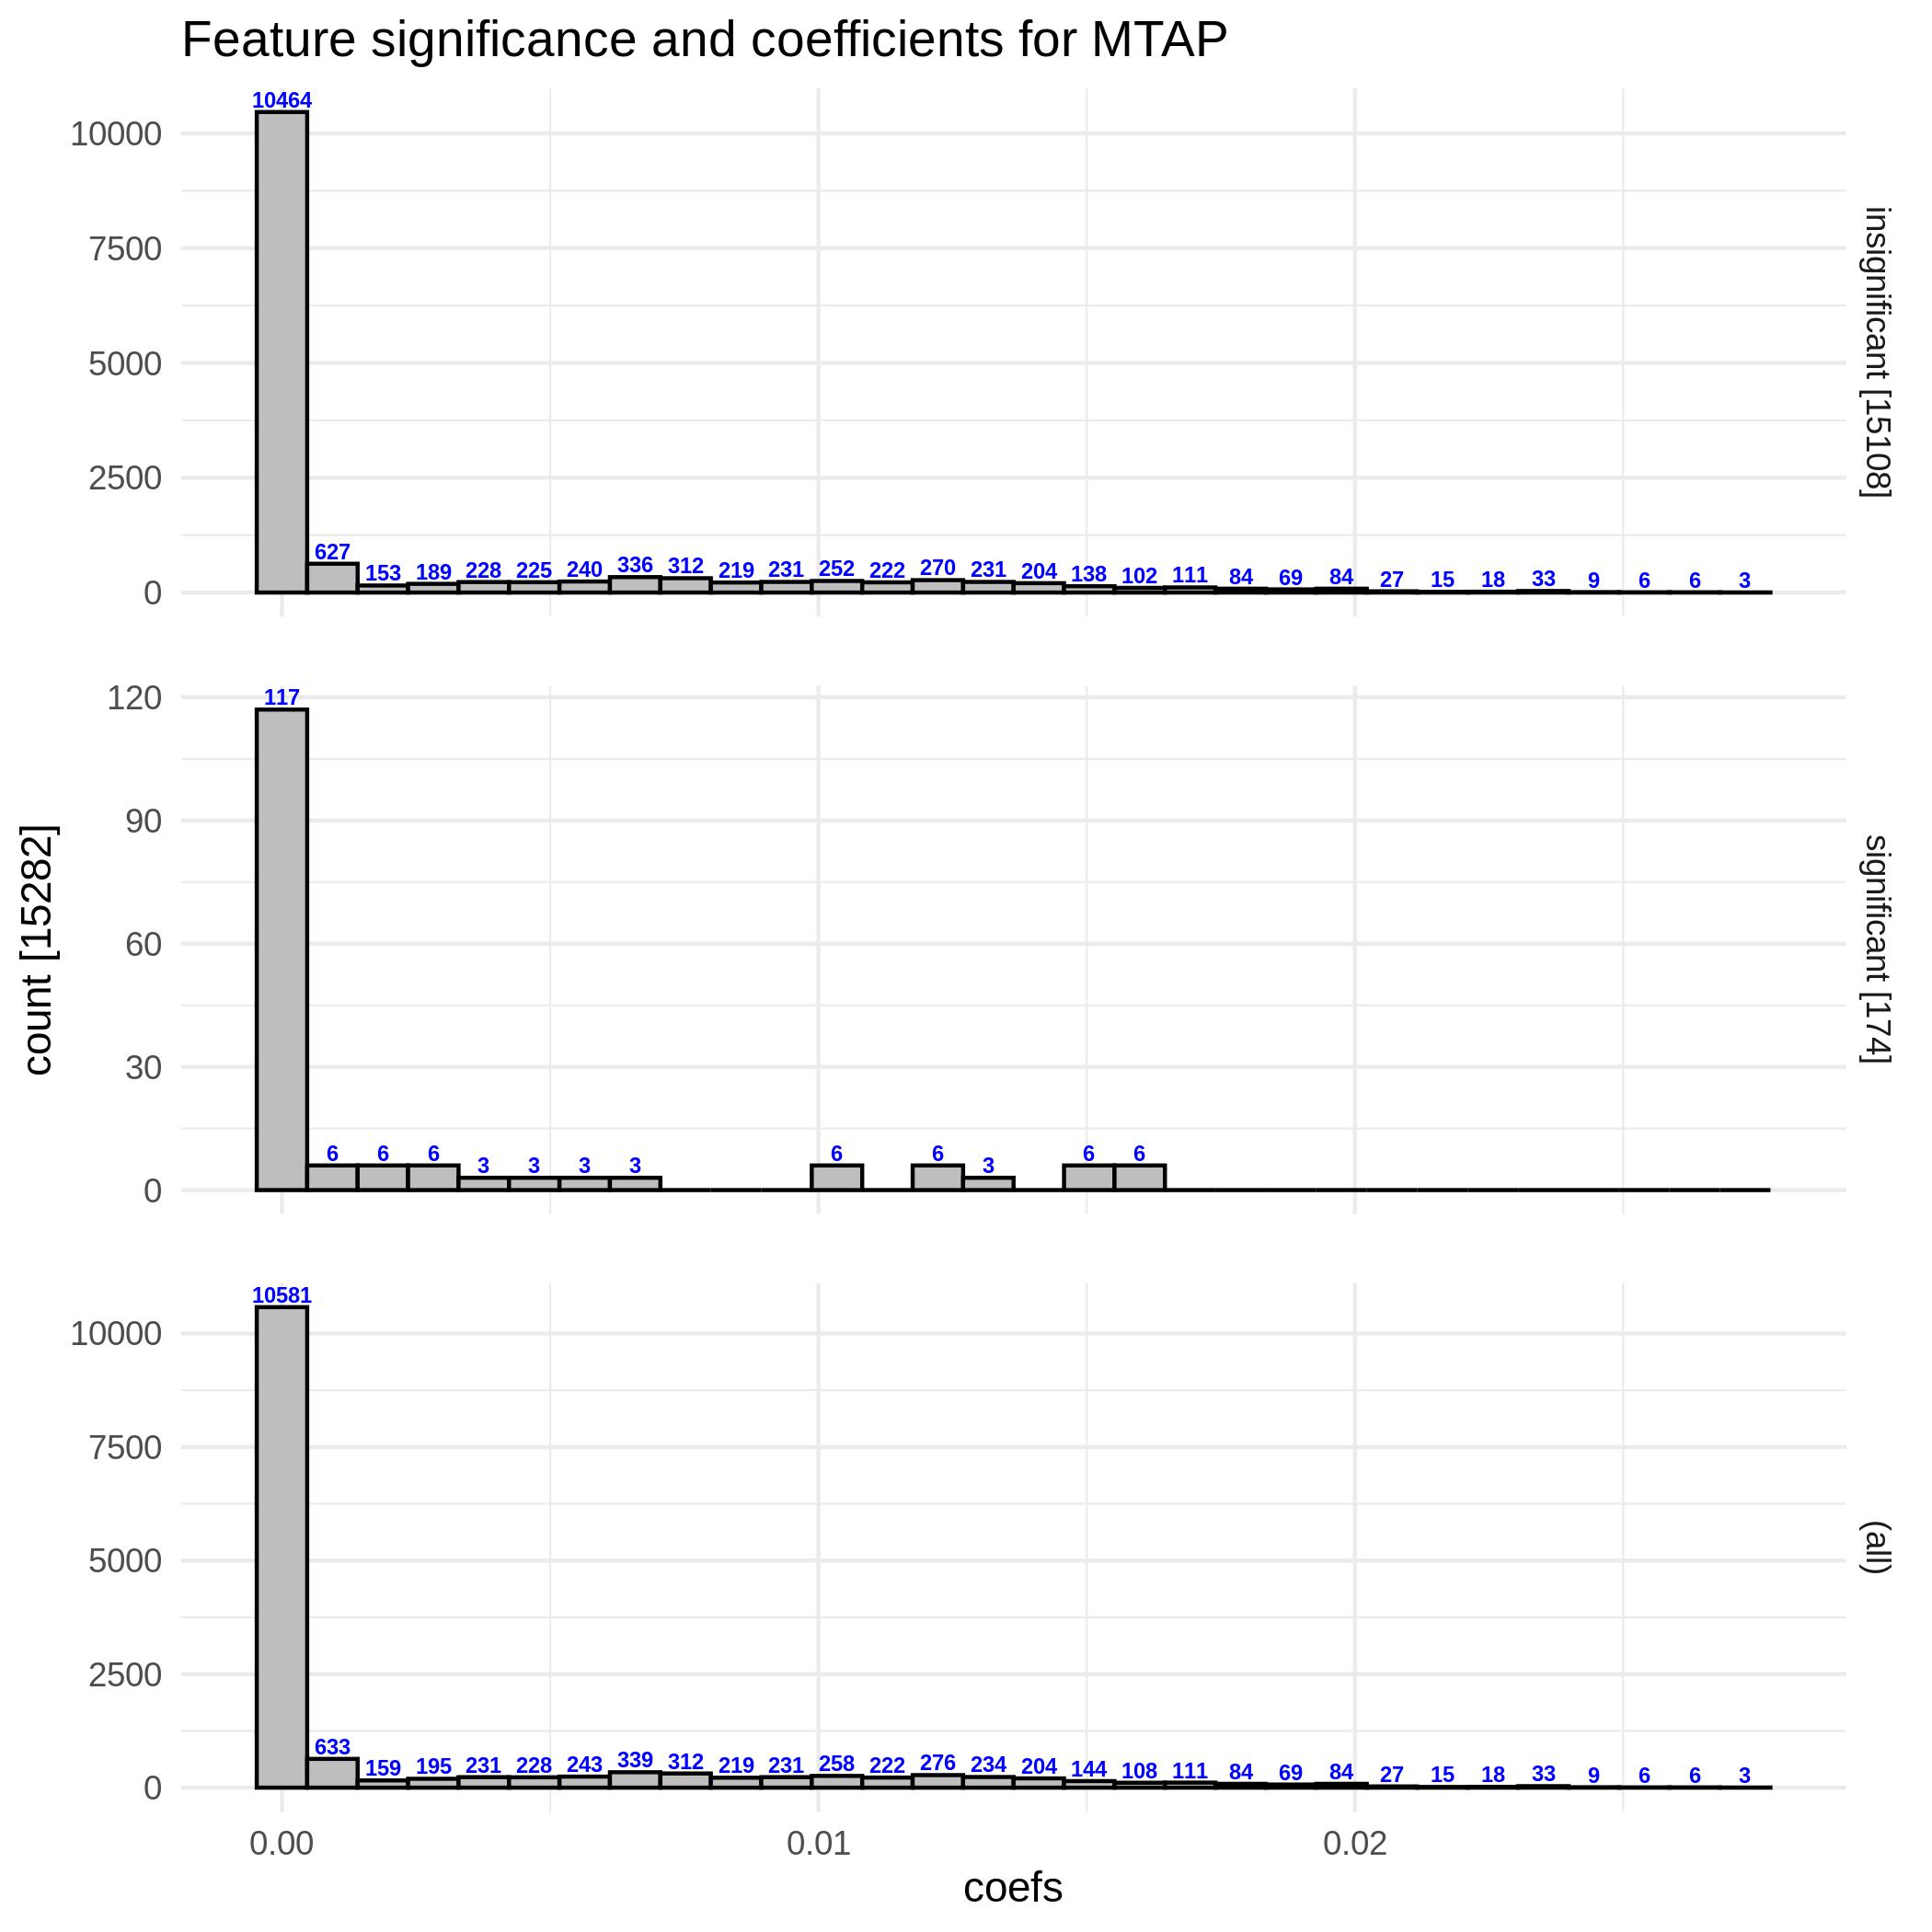 Feature significance and coefficients for MTAP
10464
10000
7500
5000
2500
0
627 153 189 228 225 240 336 312 219 231 252 222 270 231 204 138 102 111 84 69 84 27 15 18 33 9 6 6 3
insignificant [15108]
count [15282]
117
120
90
60
30
0
6 6 6 3 3 3 3 6 6 3 6 6
significant [174]
10581
10000
7500
5000
2500
0
633 159 195 231 228 243 339 312 219 231 258 222 276 234 204 144 108 111 84 69 84 27 15 18 33 9 6 6 3
(all)
0.00 0.01 0.02
coefs